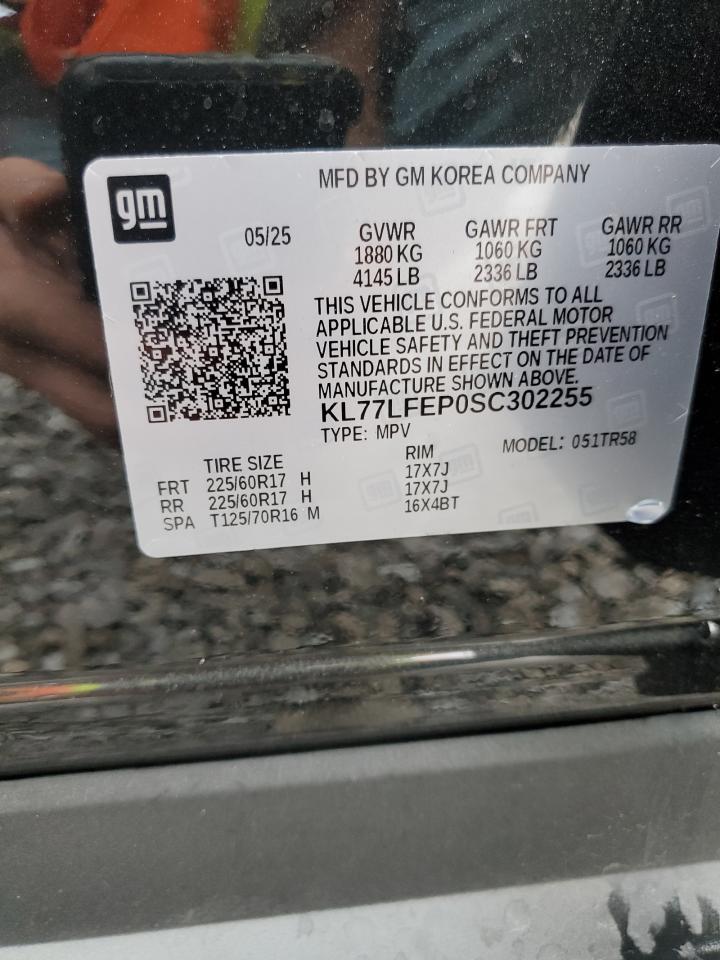 gm
MFD BY GM KOREA COMPANY
05/25 GVWR GAWR FRT GAWR RR
1880 KG 1060 KG 1060 KG
4145 LB 2336 LB 2336 LB
THIS VEHICLE CONFORMS TO ALL
APPLICABLE U.S. FEDERAL MOTOR
VEHICLE SAFETY AND THEFT PREVENTION
STANDARDS IN EFFECT ON THE DATE OF
MANUFACTURE SHOWN ABOVE.
KL77LFEP0SC302255
TYPE: MPV MODEL: 051TR58
TIRE SIZE RIM
FRT 225/60R17 H 17X7J
RR 225/60R17 H 17X7J
SPA T125/70R16 M 16X4BT